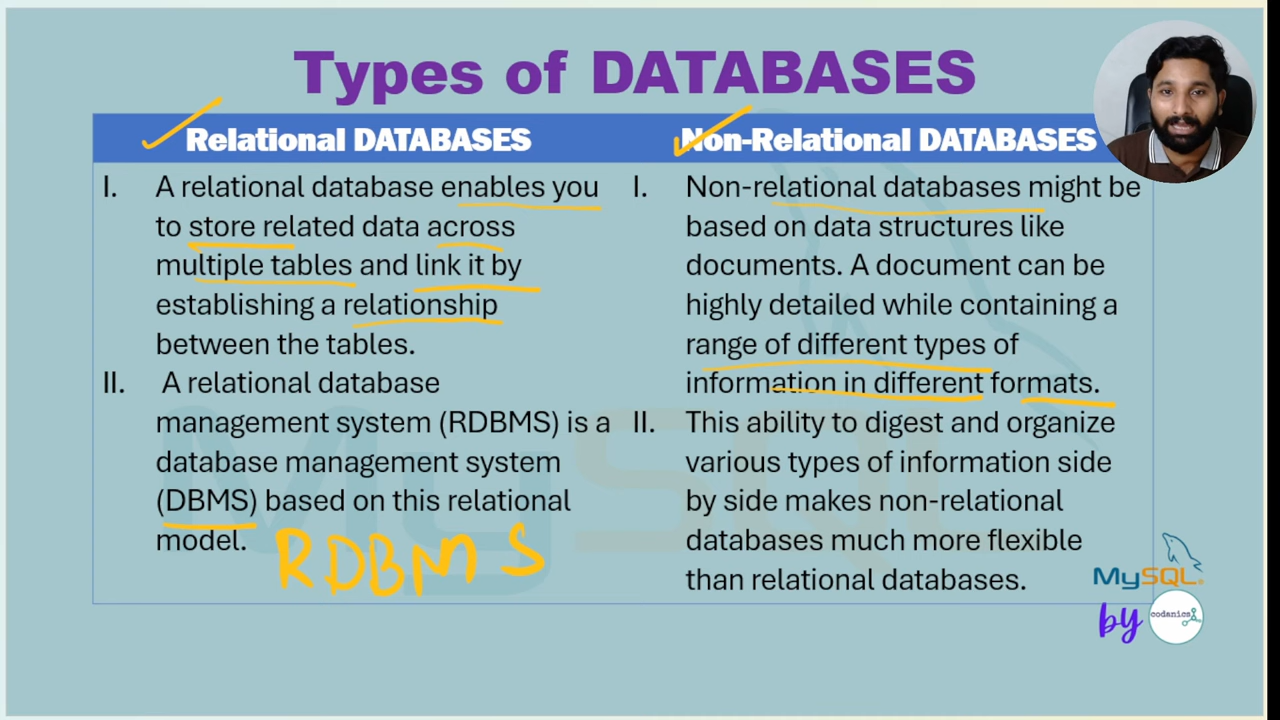 Types of DATABASES
Relational DATABASES
I. A relational database enables you
to store related data across
multiple tables and link it by
establishing a relationship
between the tables.
II. A relational database
management system (RDBMS) is a
database management system
(DBMS) based on this relational
model.
RDBMS
Non-Relational DATABASES
I. Non-relational databases might be
based on data structures like
documents. A document can be
highly detailed while containing a
range of different types of
information in different formats.
II. This ability to digest and organize
various types of information side
by side makes non-relational
databases much more flexible
than relational databases.
MySQL
MySQL
by codanics